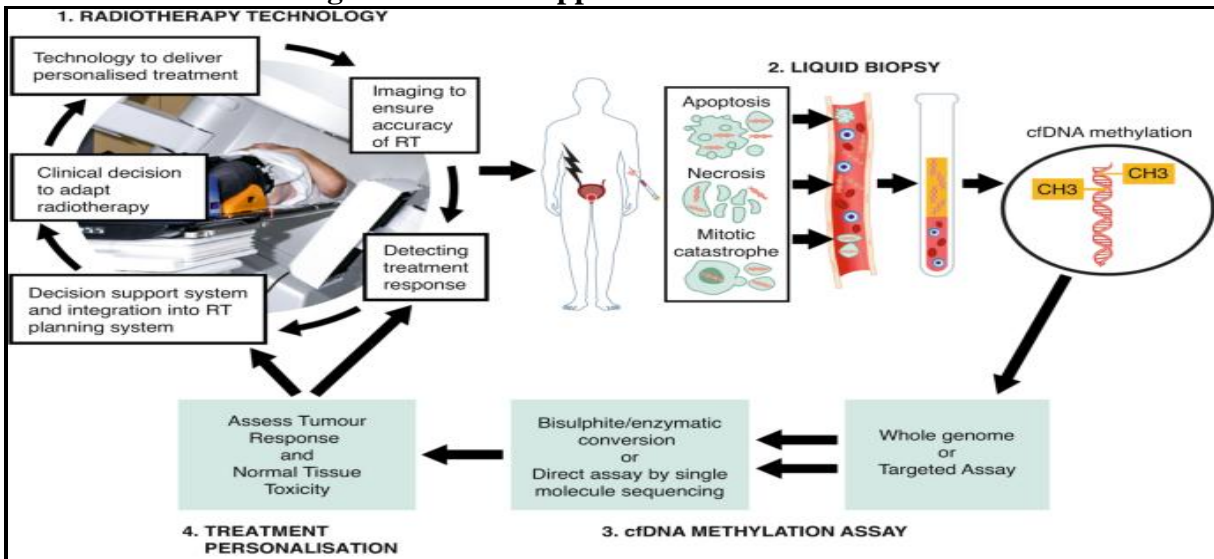 1. RADIOTHERAPY TECHNOLOGY
Technology to deliver
personalised treatment
Imaging to
ensure
accuracy
of RT
Clinical decision
to adapt
radiotherapy
Detecting
treatment
response
Decision support system
and integration into RT
planning system
2. LIQUID BIOPSY
Apoptosis
Necrosis
Mitotic
catastrophe
cfDNA methylation
CH3
CH3
Whole genome
or
Targeted Assay
Bisulphite/enzymatic
conversion
or
Direct assay by single
molecule sequencing
3. cfDNA METHYLATION ASSAY
Assess Tumour
Response
and
Normal Tissue
Toxicity
4. TREATMENT
PERSONALISATION